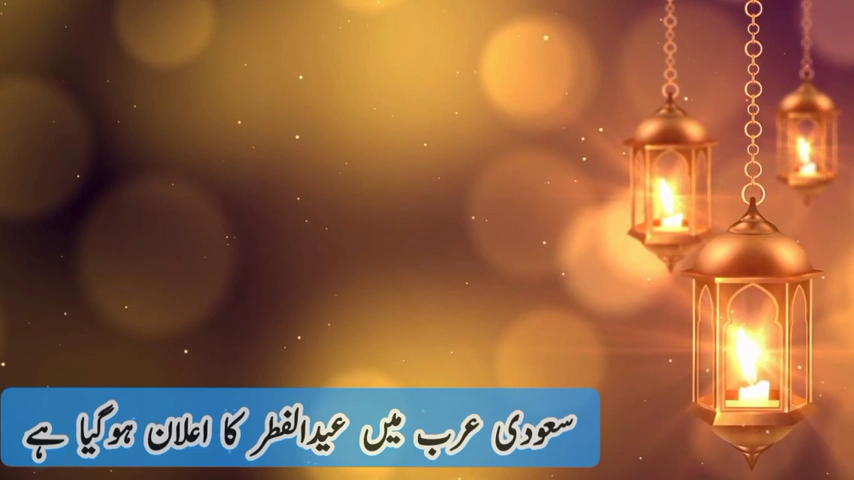 سعودی عرب میں عیدالفطر کا اعلان ہوگیا ہے